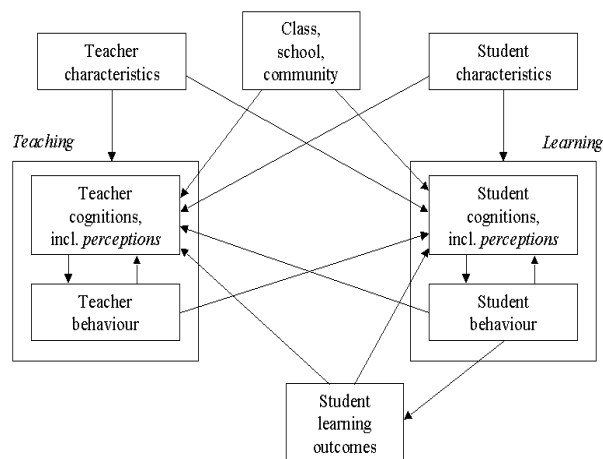 Teacher
characteristics
Class,
school,
community
Student
characteristics
Teaching
Learning
Teacher
cognitions,
incl. perceptions
Student
cognitions,
incl. perceptions
Teacher
behaviour
Student
behaviour
Student
learning
outcomes